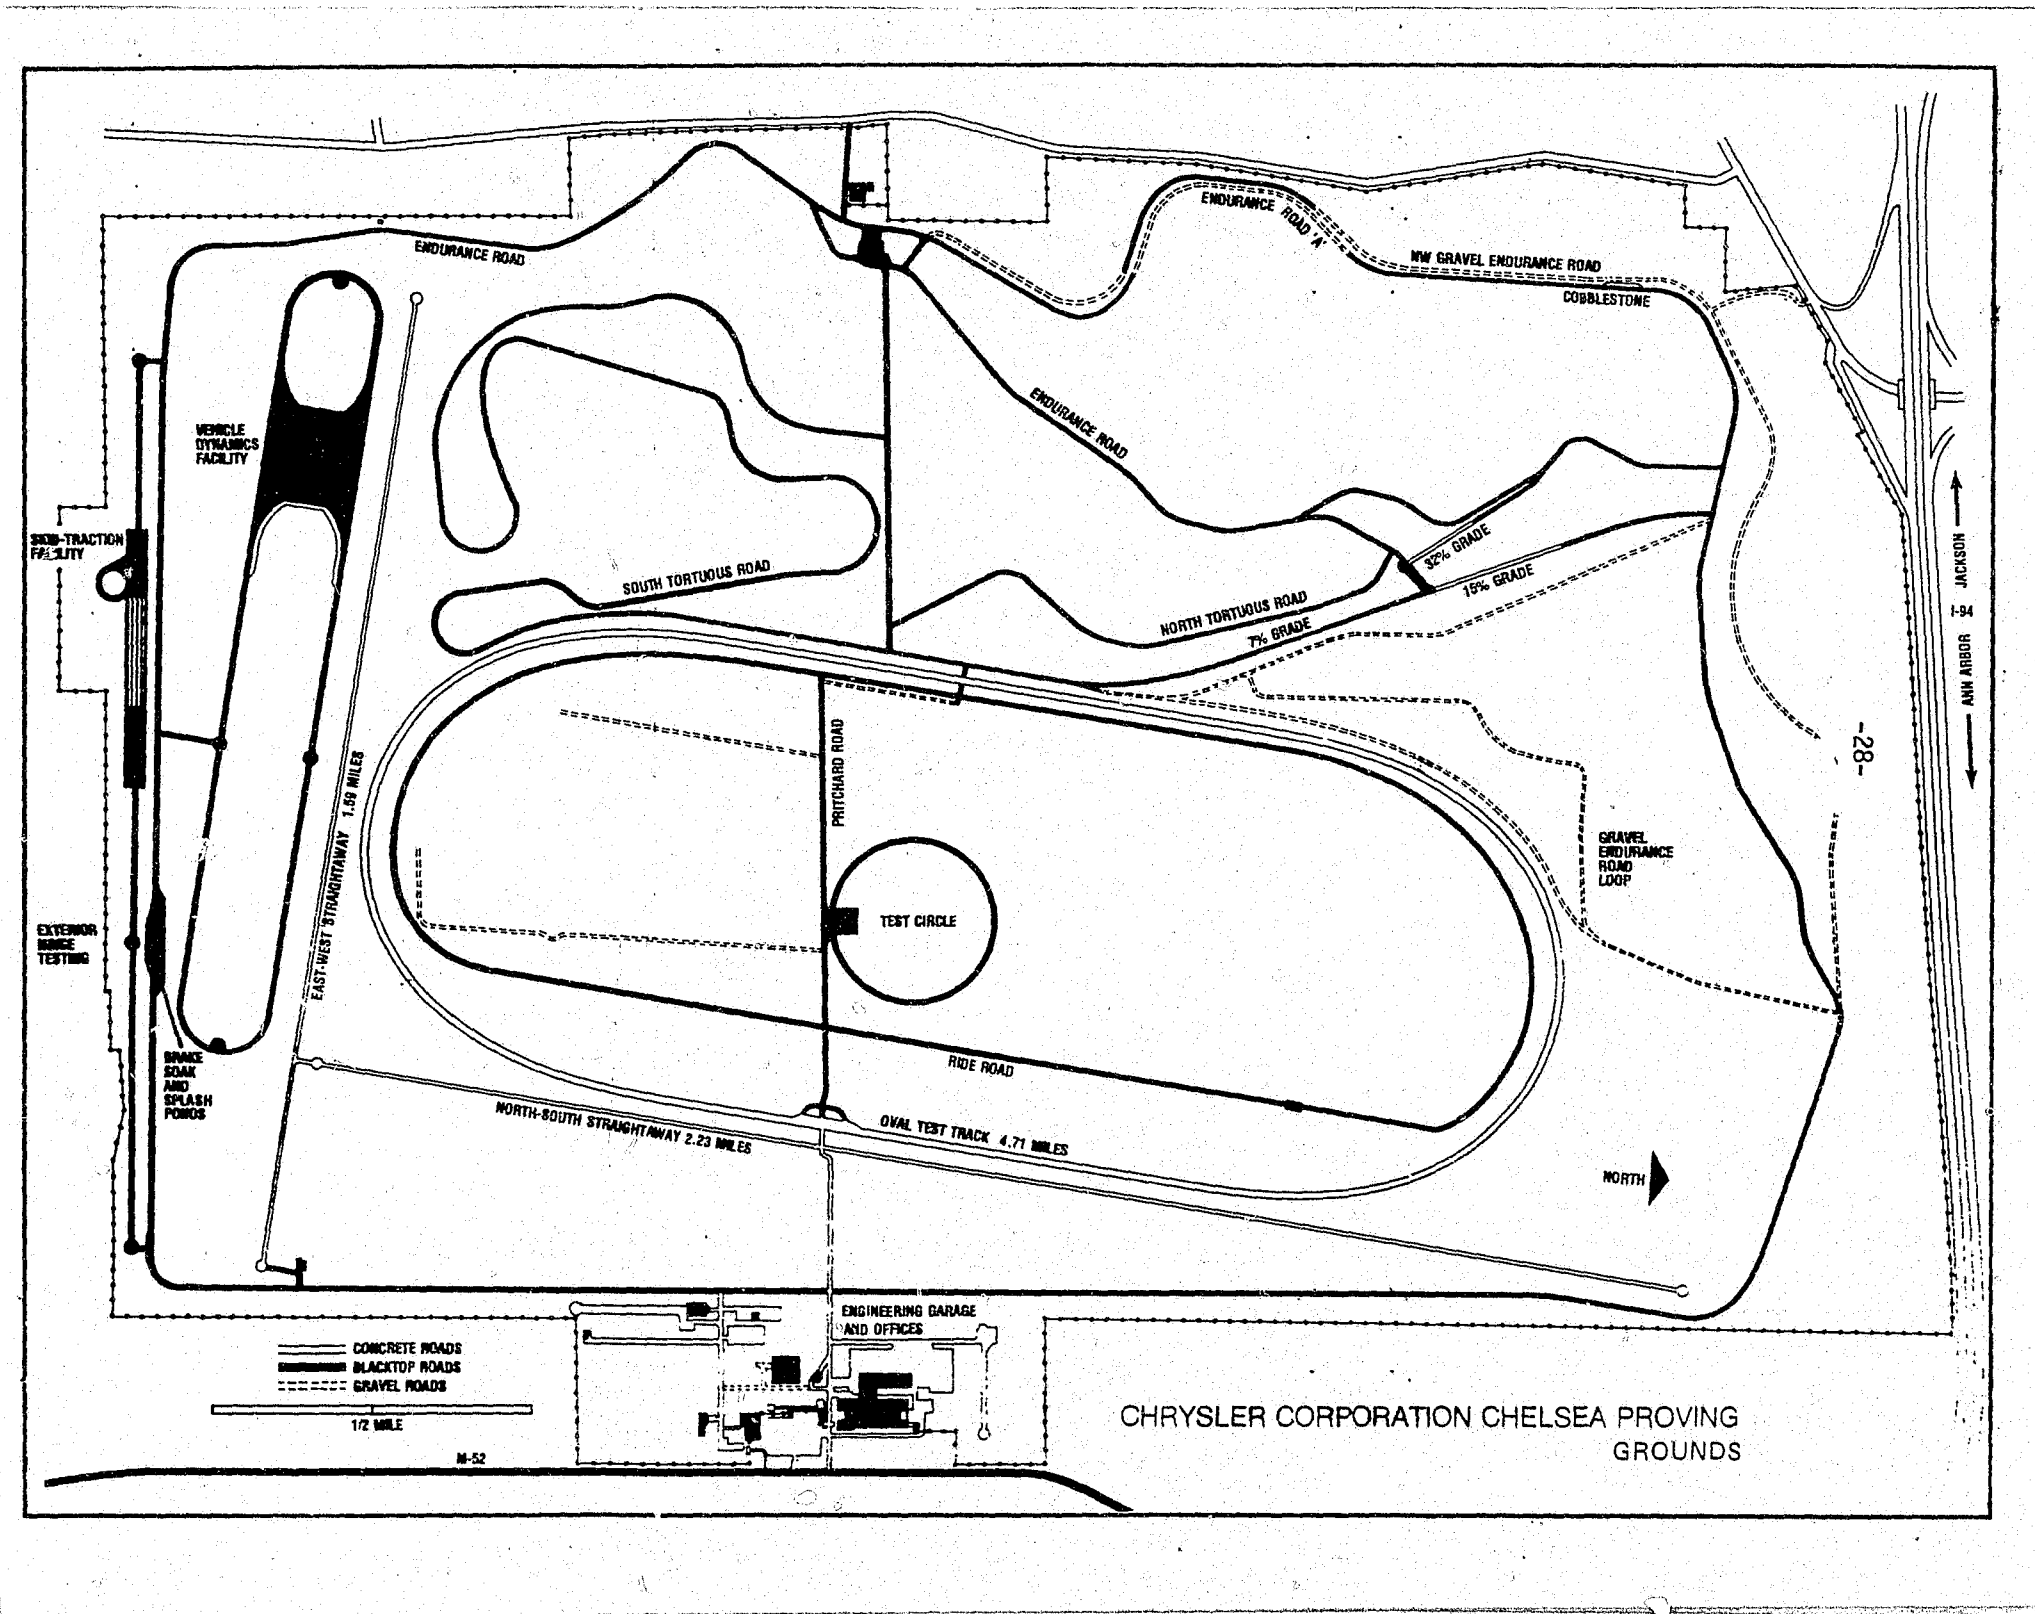 ENDURANCE ROAD
ENDURANCE ROAD 'A'
NW GRAVEL ENDURANCE ROAD
COBBLESTONE
VEHICLE
DYNAMICS
FACILITY
SKID-TRACTION
FACILITY
ENDURANCE ROAD
32% GRADE
15% GRADE
SOUTH TORTUOUS ROAD
NORTH TORTUOUS ROAD
7% GRADE
JACKSON
I-94
ANN ARBOR
-28-
PRITCHARD ROAD
EAST-WEST STRAIGHTAWAY 1.59 MILES
GRAVEL
ENDURANCE
ROAD
LOOP
TEST CIRCLE
EXTERIOR
NOISE
TESTING
BRAKE
SOAK
AND
SPLASH
PONDS
RIDE ROAD
NORTH-SOUTH STRAIGHTAWAY 2.23 MILES
OVAL TEST TRACK 4.71 MILES
NORTH
ENGINEERING GARAGE
AND OFFICES
CONCRETE ROADS
BLACKTOP ROADS
GRAVEL ROADS
1/2 MILE
M-52
CHRYSLER CORPORATION CHELSEA PROVING
GROUNDS